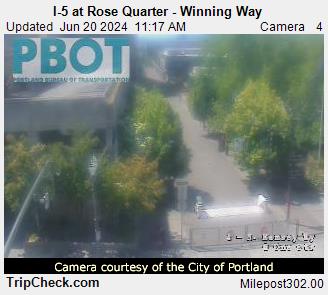 I-5 at Rose Quarter - Winning Way
Updated Jun 20 2024 11:17 AM Camera 4
PBOT
PORTLAND BUREAU OF TRANSPORTATION
Camera courtesy of the City of Portland
TripCheck.com Milepost302.00